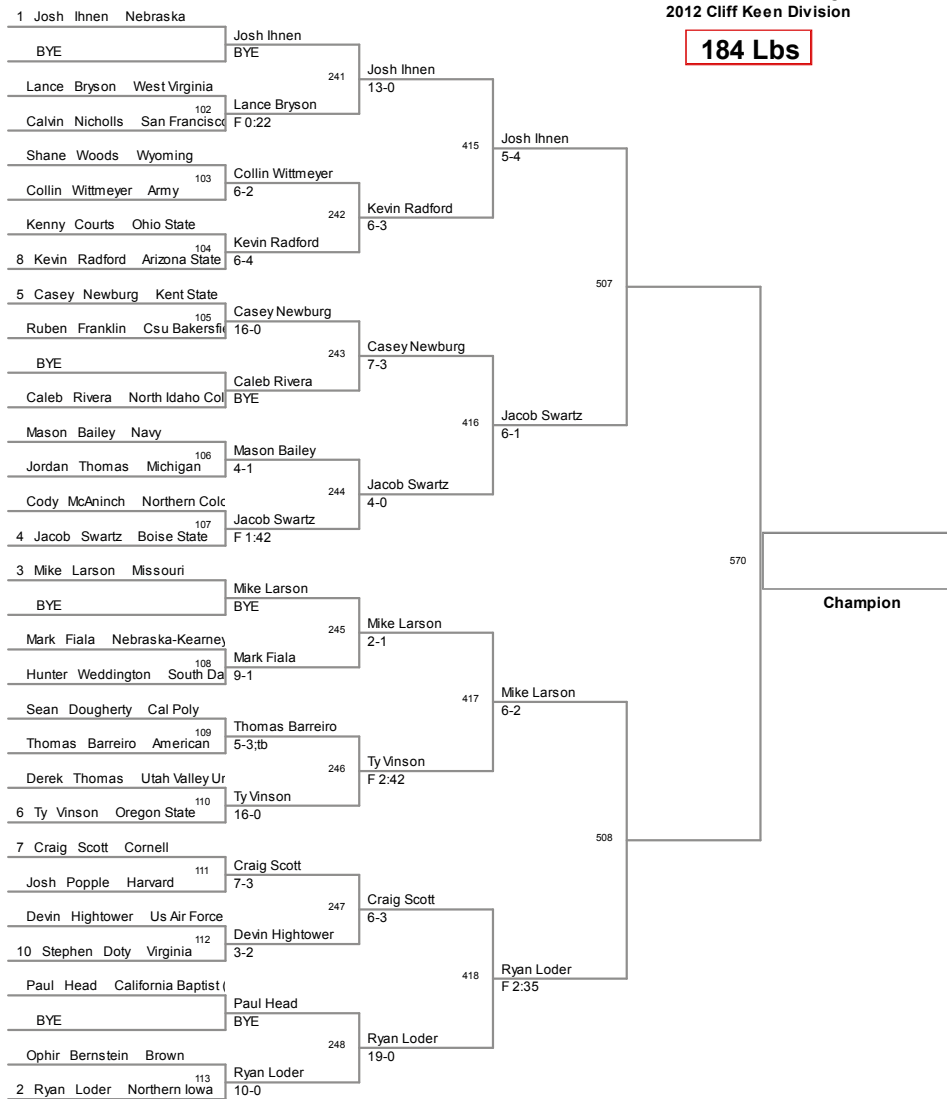 2012 Cliff Keen Division
184 Lbs
1 Josh Ihnen Nebraska
BYE
Lance Bryson West Virginia
102
Calvin Nicholls San Francisco
Shane Woods Wyoming
103
Collin Wittmeyer Army
Kenny Courts Ohio State
104
8 Kevin Radford Arizona State
5 Casey Newburg Kent State
105
Ruben Franklin Csu Bakersfie
BYE
Caleb Rivera North Idaho Col
Mason Bailey Navy
106
Jordan Thomas Michigan
Cody McAninch Northern Colo
107
4 Jacob Swartz Boise State
3 Mike Larson Missouri
BYE
Mark Fiala Nebraska-Kearney
108
Hunter Weddington South Da
Sean Dougherty Cal Poly
109
Thomas Barreiro American
Derek Thomas Utah Valley Un
110
6 Ty Vinson Oregon State
7 Craig Scott Cornell
111
Josh Popple Harvard
Devin Hightower Us Air Force
112
10 Stephen Doty Virginia
Paul Head California Baptist (
BYE
Ophir Bernstein Brown
113
2 Ryan Loder Northern Iowa
Josh Ihnen
BYE
241
Lance Bryson
F 0:22
Collin Wittmeyer
6-2
242
Kevin Radford
6-4
Casey Newburg
16-0
243
Caleb Rivera
BYE
Mason Bailey
4-1
244
Jacob Swartz
F 1:42
Mike Larson
BYE
245
Mark Fiala
9-1
Thomas Barreiro
5-3;tb
246
Ty Vinson
16-0
Craig Scott
7-3
247
Devin Hightower
3-2
Paul Head
BYE
248
Ryan Loder
10-0
Josh Ihnen
13-0
415
Kevin Radford
6-3
Casey Newburg
7-3
416
Jacob Swartz
4-0
Mike Larson
2-1
417
Ty Vinson
F 2:42
Craig Scott
6-3
418
Ryan Loder
19-0
Josh Ihnen
5-4
507
Jacob Swartz
6-1
Mike Larson
6-2
508
Ryan Loder
F 2:35
570
Champion